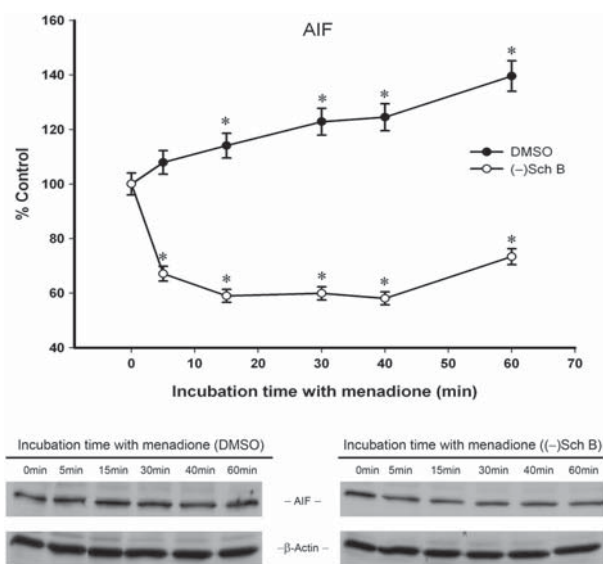 AIF
160
140
120
100
80
60
40
% Control
* * * * 
DMSO
(−)Sch B
* * * * *
0 10 20 30 40 50 60 70
Incubation time with menadione (min)
Incubation time with menadione (DMSO)
0min 5min 15min 30min 40min 60min
Incubation time with menadione ((−)Sch B)
0min 5min 15min 30min 40min 60min
– AIF –
–β-Actin–